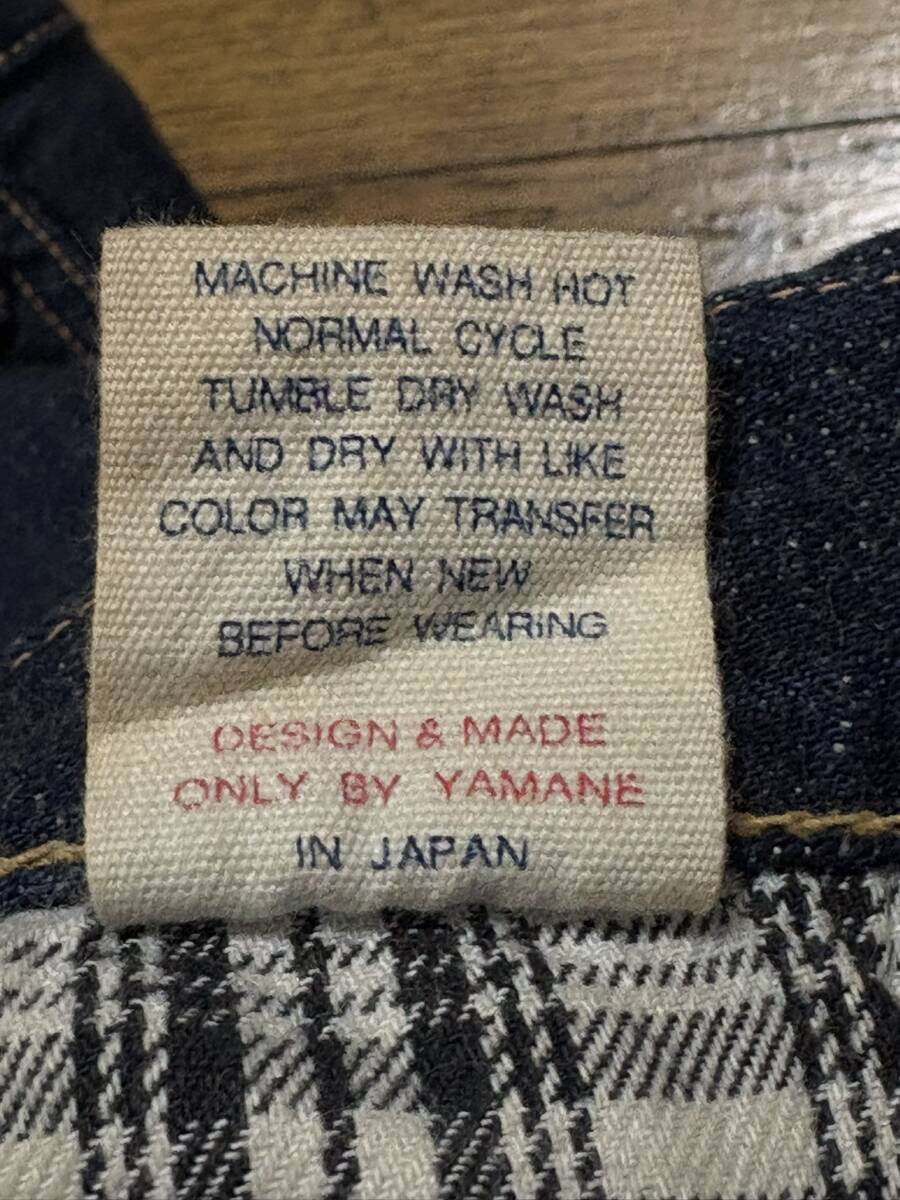 MACHINE WASH HOT
NORMAL CYCLE
TUMBLE DRY WASH
AND DRY WITH LIKE
COLOR MAY TRANSFER
WHEN NEW
BEFORE WEARING
DESIGN & MADE
ONLY BY YAMANE
IN JAPAN